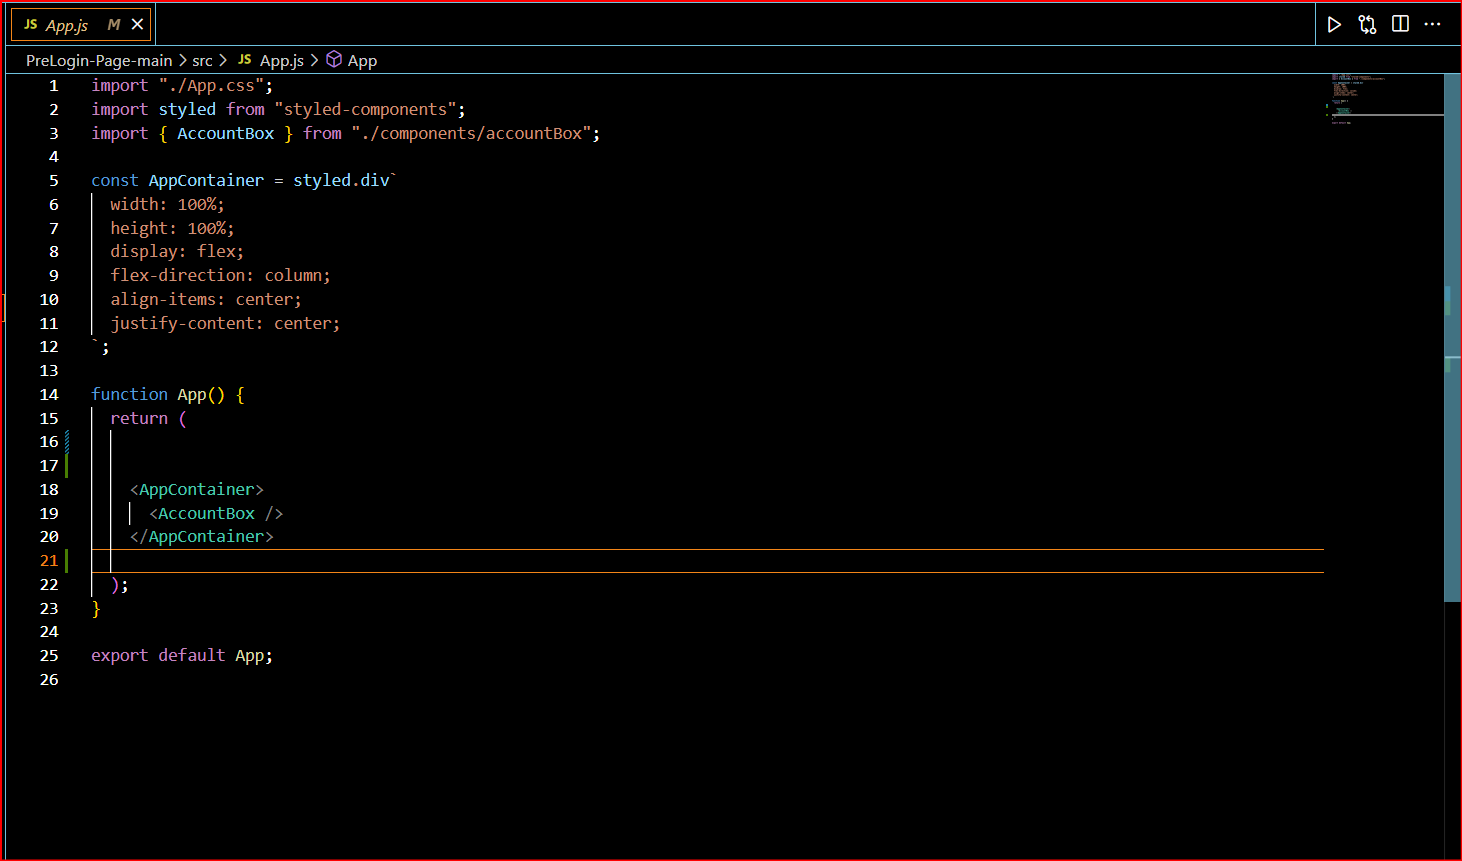 JS App.js M
PreLogin-Page-main > src > JS App.js > App
1 import "./App.css";
2 import styled from "styled-components";
3 import { AccountBox } from "./components/accountBox";
4
5 const AppContainer = styled.div`
6   width: 100%;
7   height: 100%;
8   display: flex;
9   flex-direction: column;
10   align-items: center;
11   justify-content: center;
12 `;
13
14 function App() {
15   return (
16
17
18     <AppContainer>
19       <AccountBox />
20     </AppContainer>
21
22   );
23 }
24
25 export default App;
26